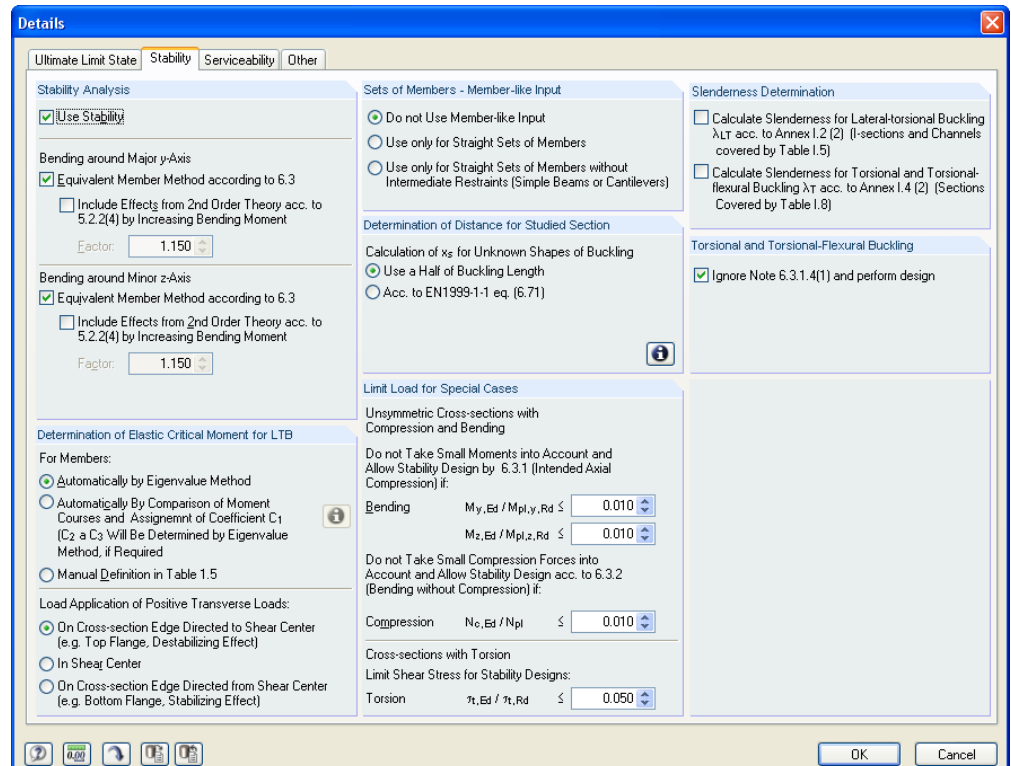 Details
Ultimate Limit State
Stability
Serviceability
Other
Stability Analysis
Use Stability
Bending around Major y-Axis
Equivalent Member Method according to 6.3
Include Effects from 2nd Order Theory acc. to
5.2.2(4) by Increasing Bending Moment
Factor:
1.150
Bending around Minor z-Axis
Equivalent Member Method according to 6.3
Include Effects from 2nd Order Theory acc. to
5.2.2(4) by Increasing Bending Moment
Factor:
1.150
Determination of Elastic Critical Moment for LTB
For Members:
Automatically by Eigenvalue Method
Automatically By Comparison of Moment
Courses and Assignemnt of Coefficient C1
(C2 a C3 Will Be Determined by Eigenvalue
Method, if Required
Manual Definition in Table 1.5
Load Application of Positive Transverse Loads:
On Cross-section Edge Directed to Shear Center
(e.g. Top Flange, Destabilizing Effect)
In Shear Center
On Cross-section Edge Directed from Shear Center
(e.g. Bottom Flange, Stabilizing Effect)
Sets of Members - Member-like Input
Do not Use Member-like Input
Use only for Straight Sets of Members
Use only for Straight Sets of Members without
Intermediate Restraints (Simple Beams or Cantilevers)
Determination of Distance for Studied Section
Calculation of xs for Unknown Shapes of Buckling
Use a Half of Buckling Length
Acc. to EN1999-1-1 eq. (6.71)
Limit Load for Special Cases
Unsymmetric Cross-sections with
Compression and Bending
Do not Take Small Moments into Account and
Allow Stability Design by 6.3.1 (Intended Axial
Compression) if:
Bending My,Ed / Mpl,y,Rd ≤ 0.010
Mz,Ed / Mpl,z,Rd ≤ 0.010
Do not Take Small Compression Forces into
Account and Allow Stability Design acc. to 6.3.2
(Bending without Compression) if:
Compression Nc,Ed / Npl ≤ 0.010
Cross-sections with Torsion
Limit Shear Stress for Stability Designs:
Torsion τt,Ed / τt,Rd ≤ 0.050
Slenderness Determination
Calculate Slenderness for Lateral-torsional Buckling
λLT acc. to Annex I.2 (2) (I-sections and Channels
covered by Table I.5)
Calculate Slenderness for Torsional and Torsional-
flexural Buckling λT acc. to Annex I.4 (2) (Sections
Covered by Table I.8)
Torsional and Torsional-Flexural Buckling
Ignore Note 6.3.1.4(1) and perform design
0.00
OK
Cancel